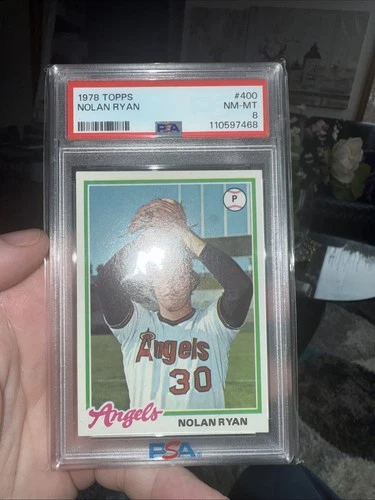 1978 TOPPS #400
NOLAN RYAN NM-MT
8
PSA 110597468
P
Angels
30
Angels NOLAN RYAN
PSA